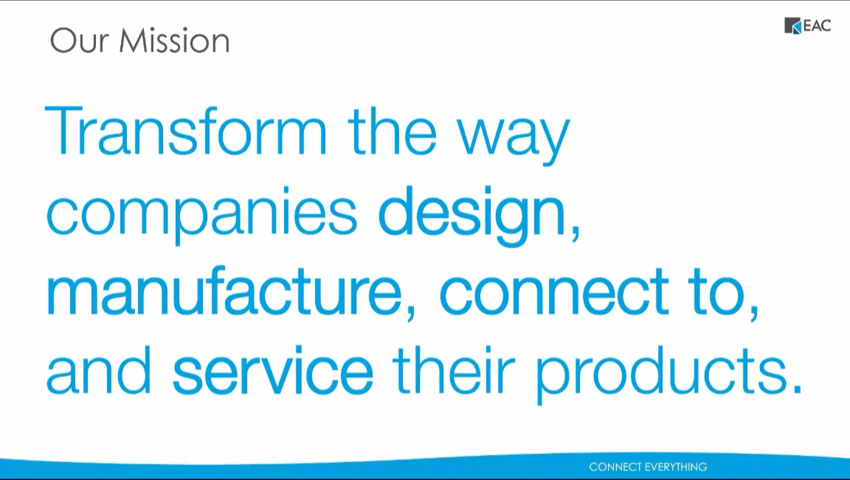 Our Mission
EAC
Transform the way
companies design,
manufacture, connect to,
and service their products.
CONNECT EVERYTHING